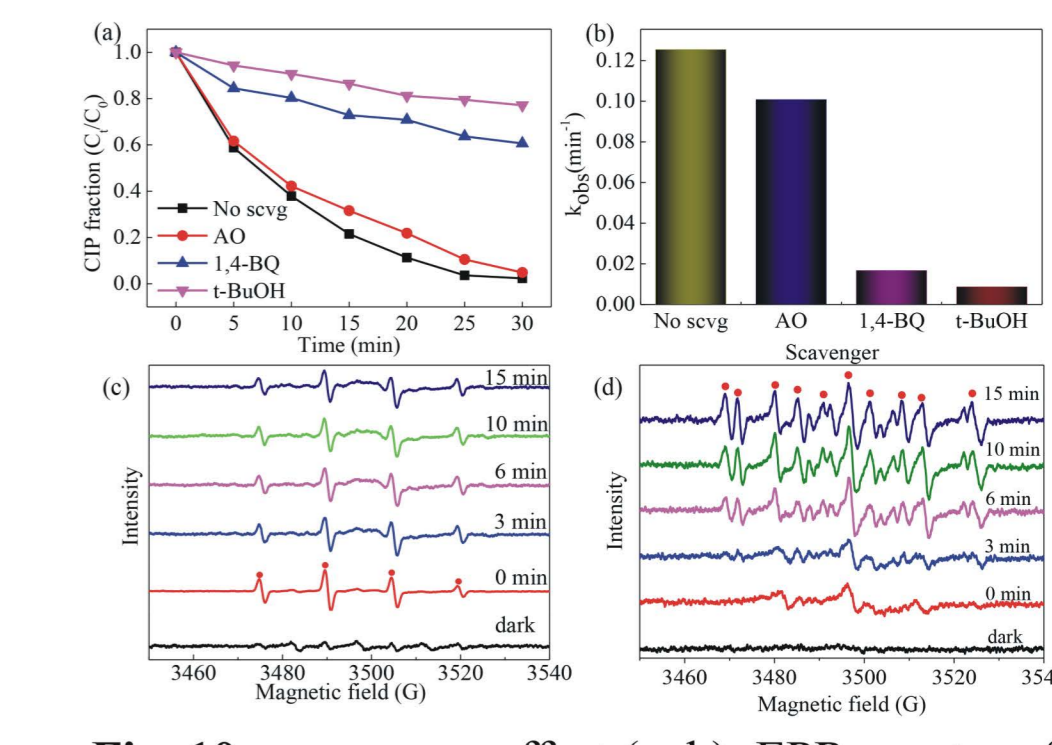 (a)
CIP fraction (Ct/C0)
1.0
0.8
0.6
0.4
0.2
0.0
No scvg
AO
1,4-BQ
t-BuOH
0 5 10 15 20 25 30
Time (min)
(b)
kobs(min-1)
0.12
0.10
0.08
0.06
0.04
0.02
0.00
No scvg AO 1,4-BQ t-BuOH
Scavenger
(c)
Intensity
15 min
10 min
6 min
3 min
0 min
dark
3460 3480 3500 3520 3540
Magnetic field (G)
(d)
Intensity
15 min
10 min
6 min
3 min
0 min
dark
3460 3480 3500 3520
Magnetic field (G)